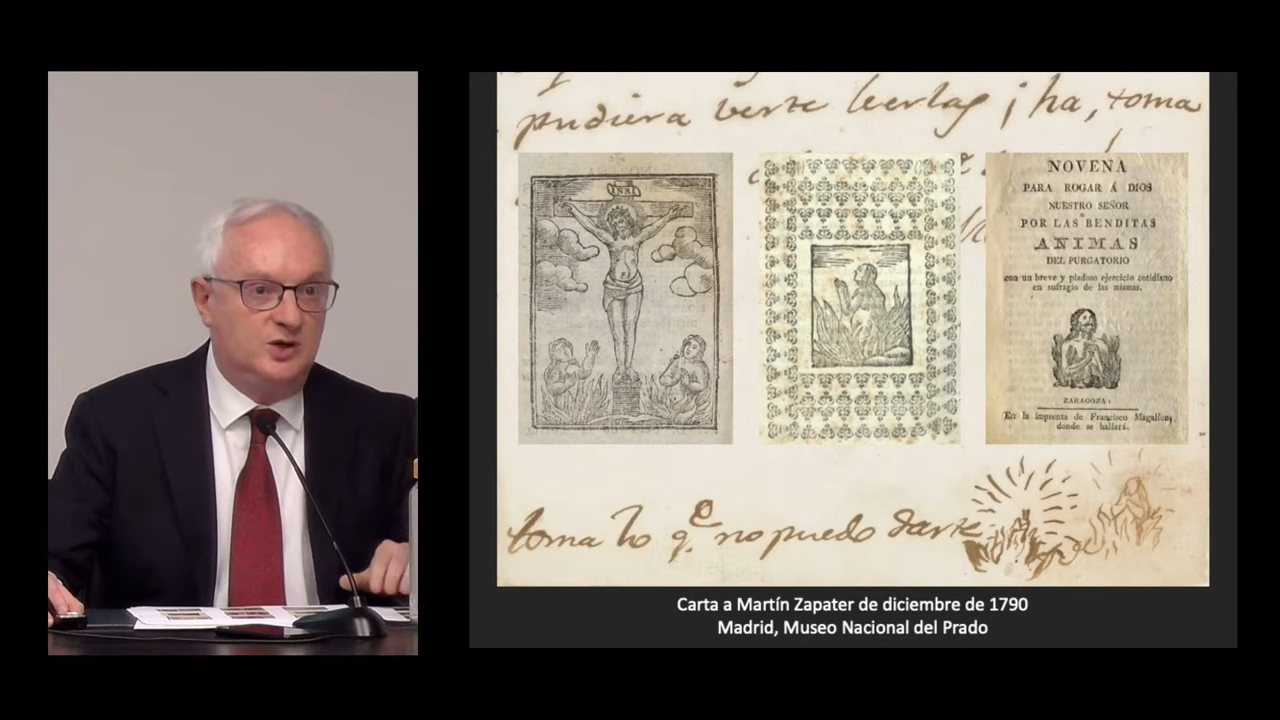 pudiera verte leerlas ¡ha, toma
INRI
NOVENA
PARA ROGAR Á DIOS
NUESTRO SEÑOR
POR LAS BENDITAS
ANIMAS
DEL PURGATORIO
con un breve y piadoso ejercicio cotidiano
en sufragio de las mismas.
ZARAGOZA:
En la imprenta de Francisco Magallon,
donde se hallará.
toma lo q.e no puedo darte
Carta a Martín Zapater de diciembre de 1790
Madrid, Museo Nacional del Prado